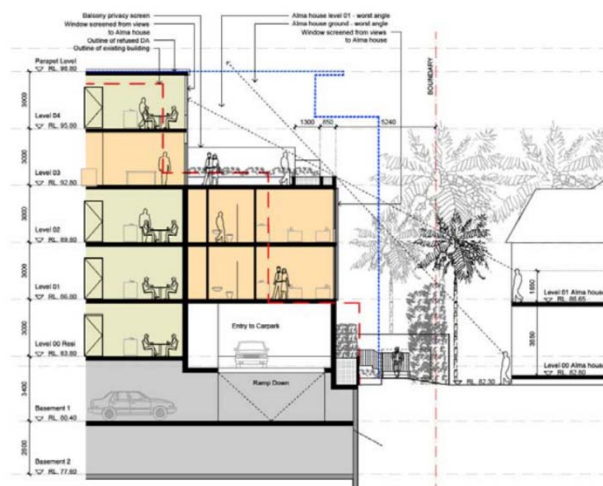 Balcony privacy screen
Window screened from views
to Alma house
Outline of refused DA
Outline of existing building
Alma house level 01 - worst angle
Alma house ground - worst angle
Window screened from views
to Alma house
BOUNDARY
Parapet Level
RL. 98.80
3000
Level 04
RL. 95.80
1300
850
5240
3000
Level 03
RL. 92.80
3000
Level 02
RL. 89.80
3000
Level 01
RL. 86.80
1650
Level 01 Alma house
RL. 86.65
3000
Entry to Carpark
Level 00 Resi
RL. 83.80
3850
Level 00 Alma house
RL. 82.80
RL. 82.30
Ramp Down
3400
Basement 1
RL. 80.40
2800
Basement 2
RL. 77.60